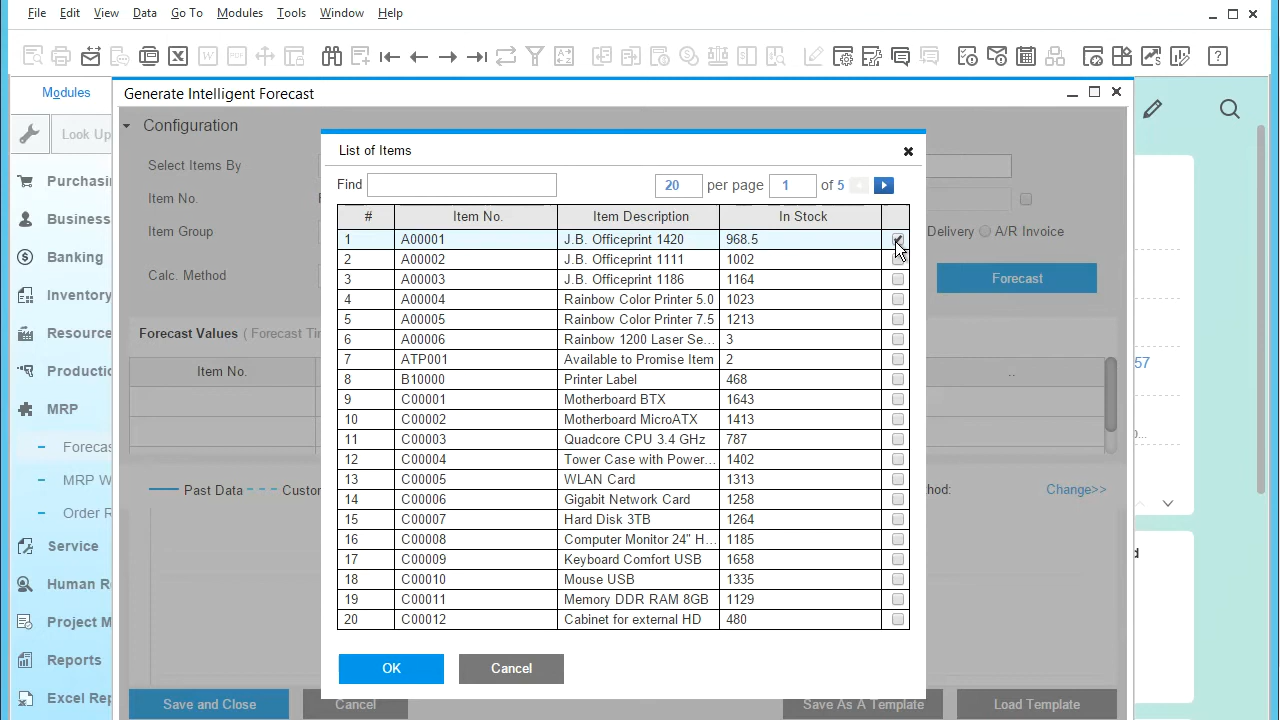 File Edit View Data Go To Modules Tools Window Help
Modules
Generate Intelligent Forecast
Look Up
Configuration
Select Items By
Item No.
Item Group
Delivery A/R Invoice
Calc. Method
Forecast
Forecast Values ( Forecast Ti
Item No. ..
Past Data Custo
hod: Change>>
Save and Close Cancel Save As A Template Load Template
Purchasi
Business
Banking
Inventory
Resource
Productio
MRP
Forecas
MRP W
Order R
Service
Human R
Project M
Reports
Excel Rep
List of Items
Find 20 per page 1 of 5
# Item No. Item Description In Stock
1 A00001 J.B. Officeprint 1420 968.5
2 A00002 J.B. Officeprint 1111 1002
3 A00003 J.B. Officeprint 1186 1164
4 A00004 Rainbow Color Printer 5.0 1023
5 A00005 Rainbow Color Printer 7.5 1213
6 A00006 Rainbow 1200 Laser Se... 3
7 ATP001 Available to Promise Item 2
8 B10000 Printer Label 468
9 C00001 Motherboard BTX 1643
10 C00002 Motherboard MicroATX 1413
11 C00003 Quadcore CPU 3.4 GHz 787
12 C00004 Tower Case with Power... 1402
13 C00005 WLAN Card 1313
14 C00006 Gigabit Network Card 1258
15 C00007 Hard Disk 3TB 1264
16 C00008 Computer Monitor 24" H... 1185
17 C00009 Keyboard Comfort USB 1658
18 C00010 Mouse USB 1335
19 C00011 Memory DDR RAM 8GB 1129
20 C00012 Cabinet for external HD 480
OK Cancel
57